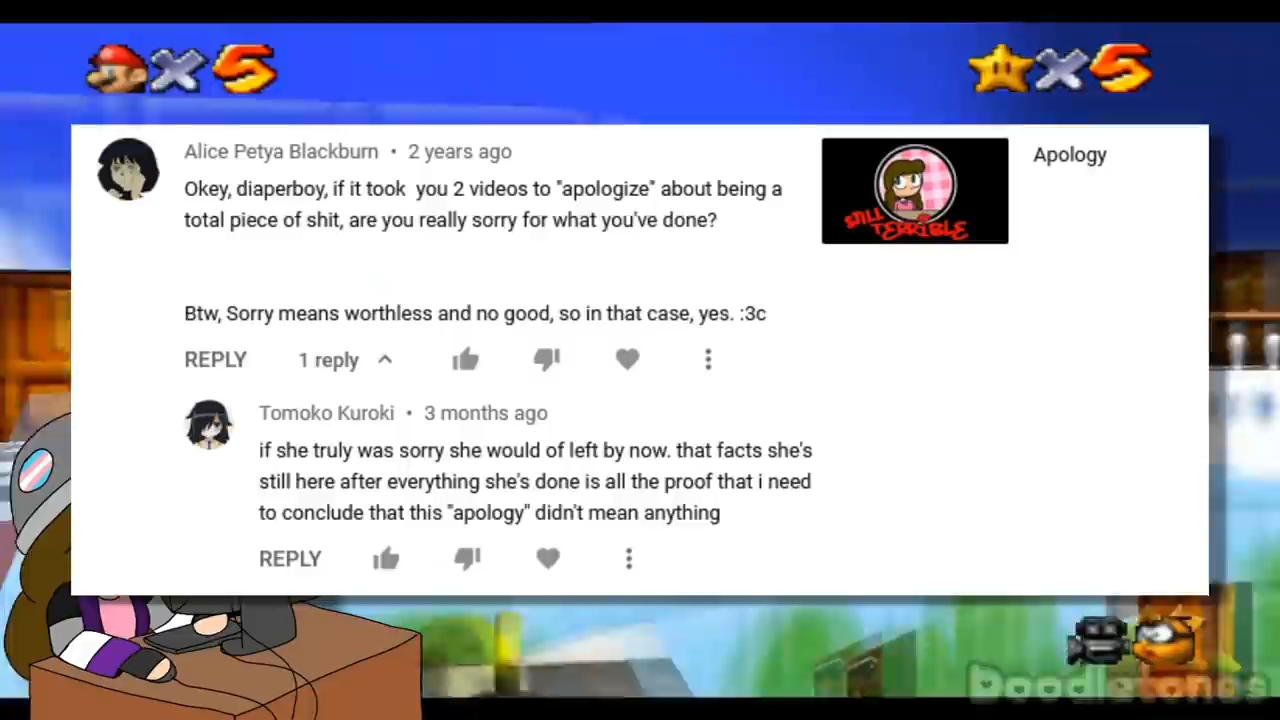 x 5
x 5
Alice Petya Blackburn • 2 years ago
Okey, diaperboy, if it took you 2 videos to "apologize" about being a
total piece of shit, are you really sorry for what you've done?
Apology
STILL
TERRIBLE
Btw, Sorry means worthless and no good, so in that case, yes. :3c
REPLY 1 reply
Tomoko Kuroki • 3 months ago
if she truly was sorry she would of left by now. that facts she's
still here after everything she's done is all the proof that i need
to conclude that this "apology" didn't mean anything
REPLY
Doodletones